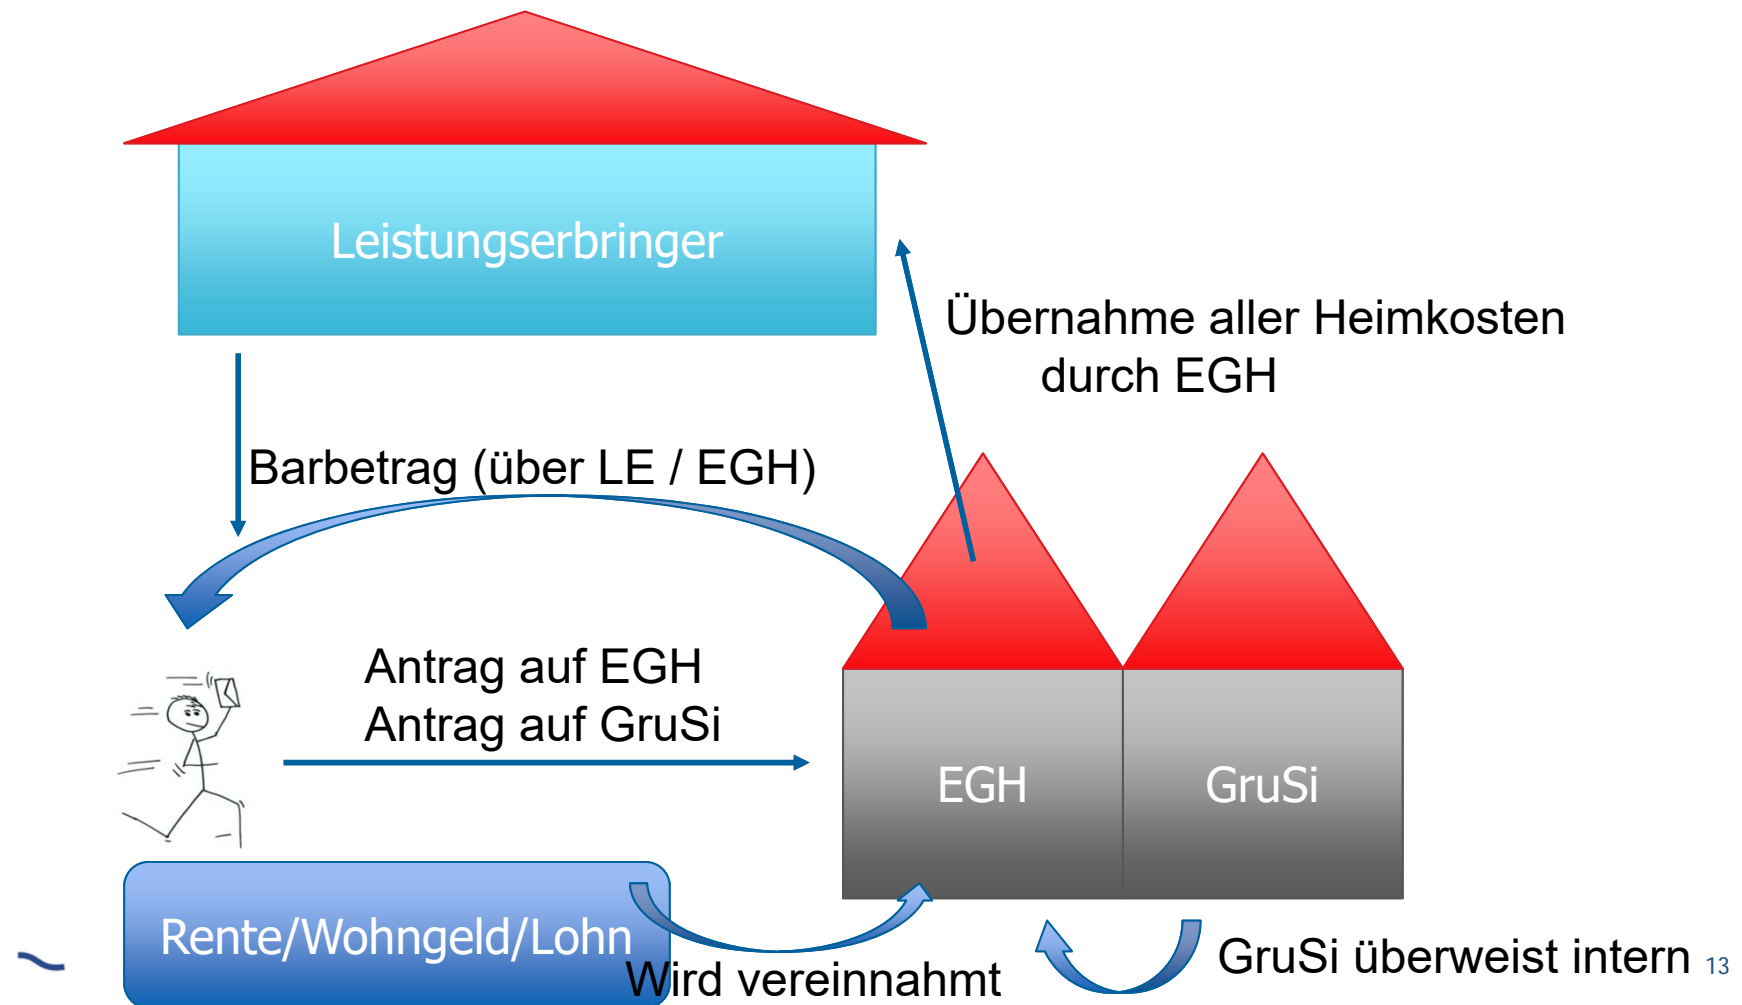 Leistungserbringer
Übernahme aller Heimkosten
durch EGH
Barbetrag (über LE / EGH)
Antrag auf EGH
Antrag auf GruSi
EGH
GruSi
Rente/Wohngeld/Lohn
Wird vereinnahmt
GruSi überweist intern
13